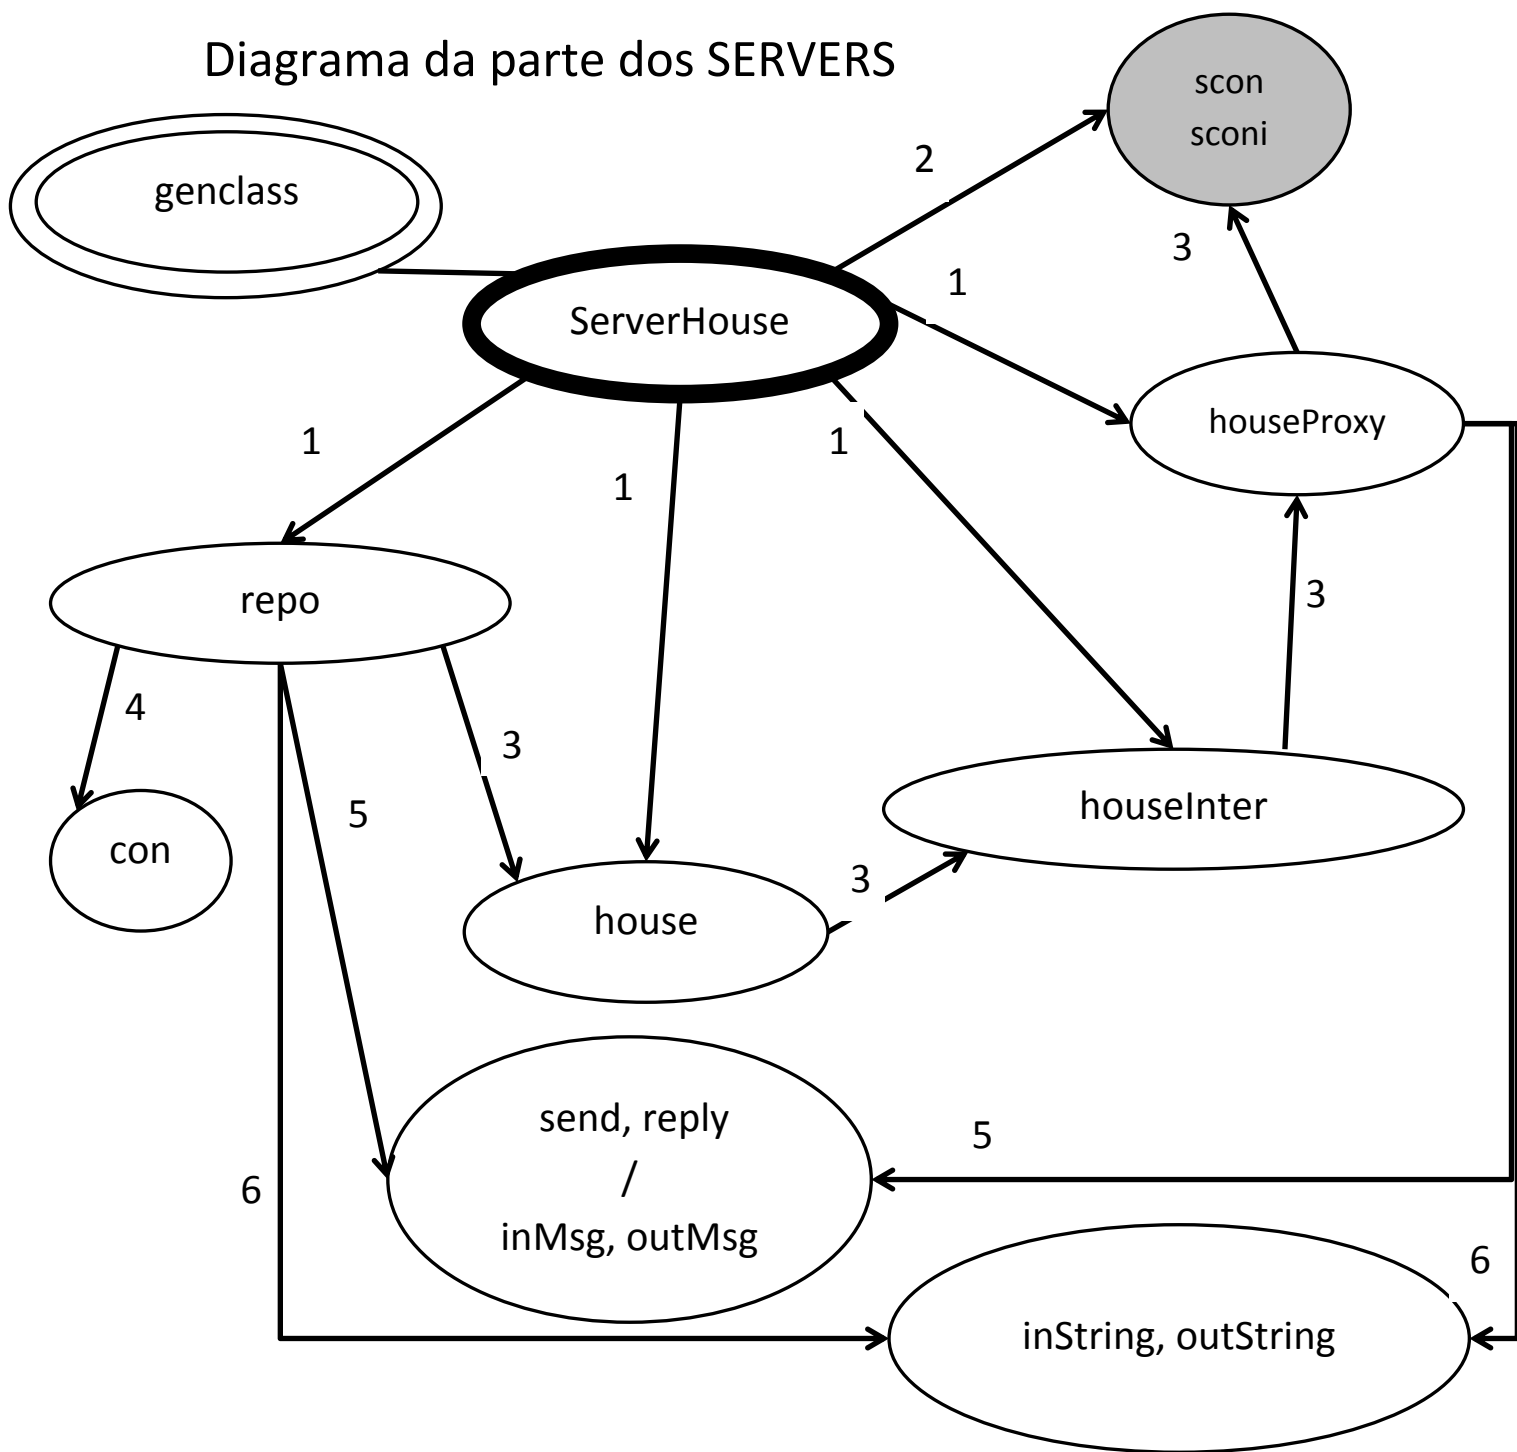 Diagrama da parte dos SERVERS
scon
sconi
2
genclass
3
1
ServerHouse
houseProxy
1
1
1
3
repo
4
3
5
houseInter
con
3
house
send, reply
/
inMsg, outMsg
5
6
6
inString, outString